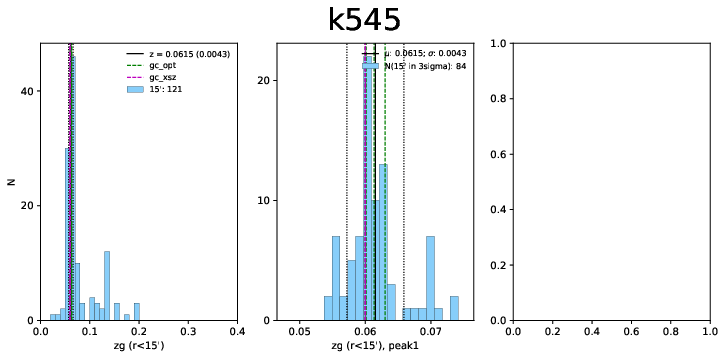 k545
z = 0.0615 (0.0043)
gc_opt
gc_xsz
15': 121
N
40
20
0
0.0 0.1 0.2 0.3 0.4
zg (r<15')
μ: 0.0615; σ: 0.0043
N(15' in 3sigma): 84
20
10
0
0.05 0.06 0.07
zg (r<15'), peak1
1.0
0.8
0.6
0.4
0.2
0.0
0.0 0.2 0.4 0.6 0.8 1.0